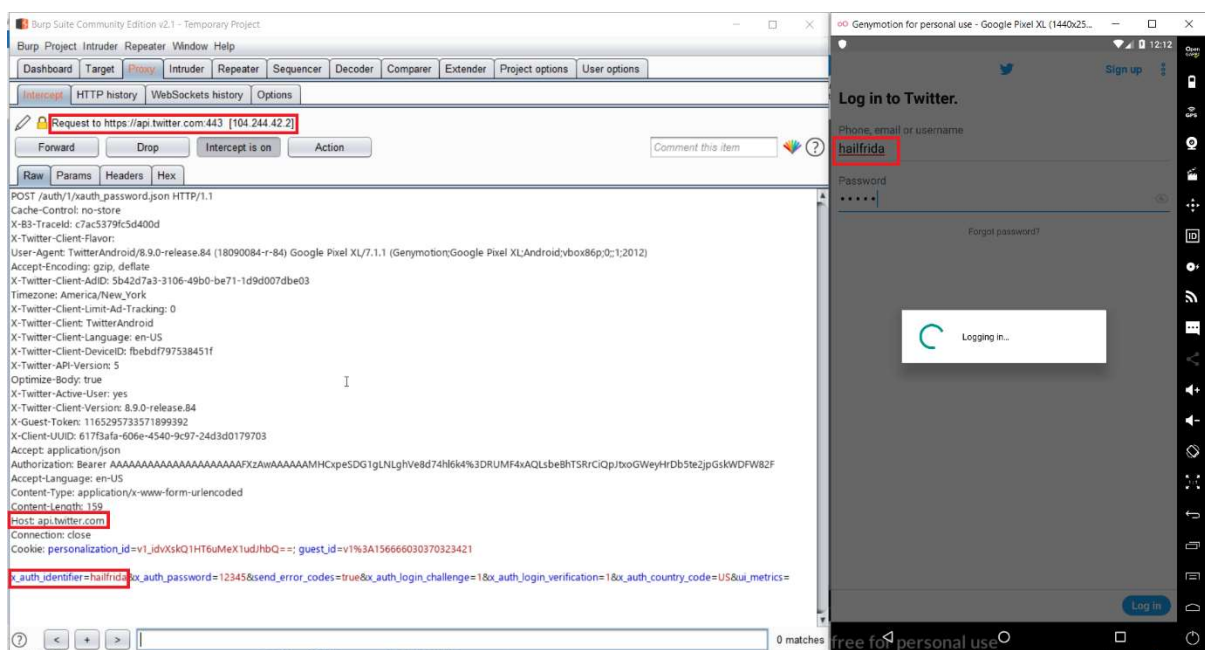 Burp Suite Community Edition v2.1 - Temporary Project
Burp Project Intruder Repeater Window Help
Dashboard Target Proxy Intruder Repeater Sequencer Decoder Comparer Extender Project options User options
Intercept HTTP history WebSockets history Options
Request to https://api.twitter.com:443 [104.244.42.2]
Forward Drop Intercept is on Action Comment this item ?
Raw Params Headers Hex
POST /auth/1/xauth_password.json HTTP/1.1
Cache-Control: no-store
X-B3-TraceId: c7ac5379fc5d400d
X-Twitter-Client-Flavor:
User-Agent: TwitterAndroid/8.9.0-release.84 (18090084-r-84) Google Pixel XL/7.1.1 (Genymotion;Google Pixel XL;Android;vbox86p;0;;1;2012)
Accept-Encoding: gzip, deflate
X-Twitter-Client-AdID: 5b42d7a3-3106-49b0-be71-1d9d007dbe03
Timezone: America/New_York
X-Twitter-Client-Limit-Ad-Tracking: 0
X-Twitter-Client: TwitterAndroid
X-Twitter-Client-Language: en-US
X-Twitter-Client-DeviceID: fbebdf797538451f
X-Twitter-API-Version: 5
Optimize-Body: true
X-Twitter-Active-User: yes
X-Twitter-Client-Version: 8.9.0-release.84
X-Guest-Token: 1165295733571899392
X-Client-UUID: 617f3afa-606e-4540-9c97-24d3d0179703
Accept: application/json
Authorization: Bearer
Accept-Language: en-US
Content-Type: application/x-www-form-urlencoded
Content-Length: 159
Host: api.twitter.com
Connection: close
Cookie: personalization_id=v1_idvXskQ1HT6uMeX1udJhbQ==; guest_id=v1%3A156666030370323421
x_auth_identifier=hailfrida&x_auth_password=12345&send_error_codes=true&x_auth_login_challenge=1&x_auth_login_verification=1&x_auth_country_code=US&ui_metrics=
? < + > 0 matches
Genymotion for personal use - Google Pixel XL (1440x25...
12:12
Sign up
Log in to Twitter.
Phone, email or username
hailfrida
Password
Forgot password?
Logging in...
Log in
free for personal use
GPS
ID